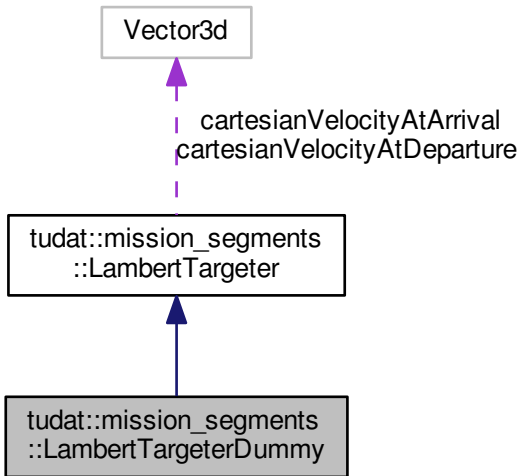 Vector3d
cartesianVelocityAtArrival
cartesianVelocityAtDeparture
tudat::mission_segments
::LambertTargeter
tudat::mission_segments
::LambertTargeterDummy